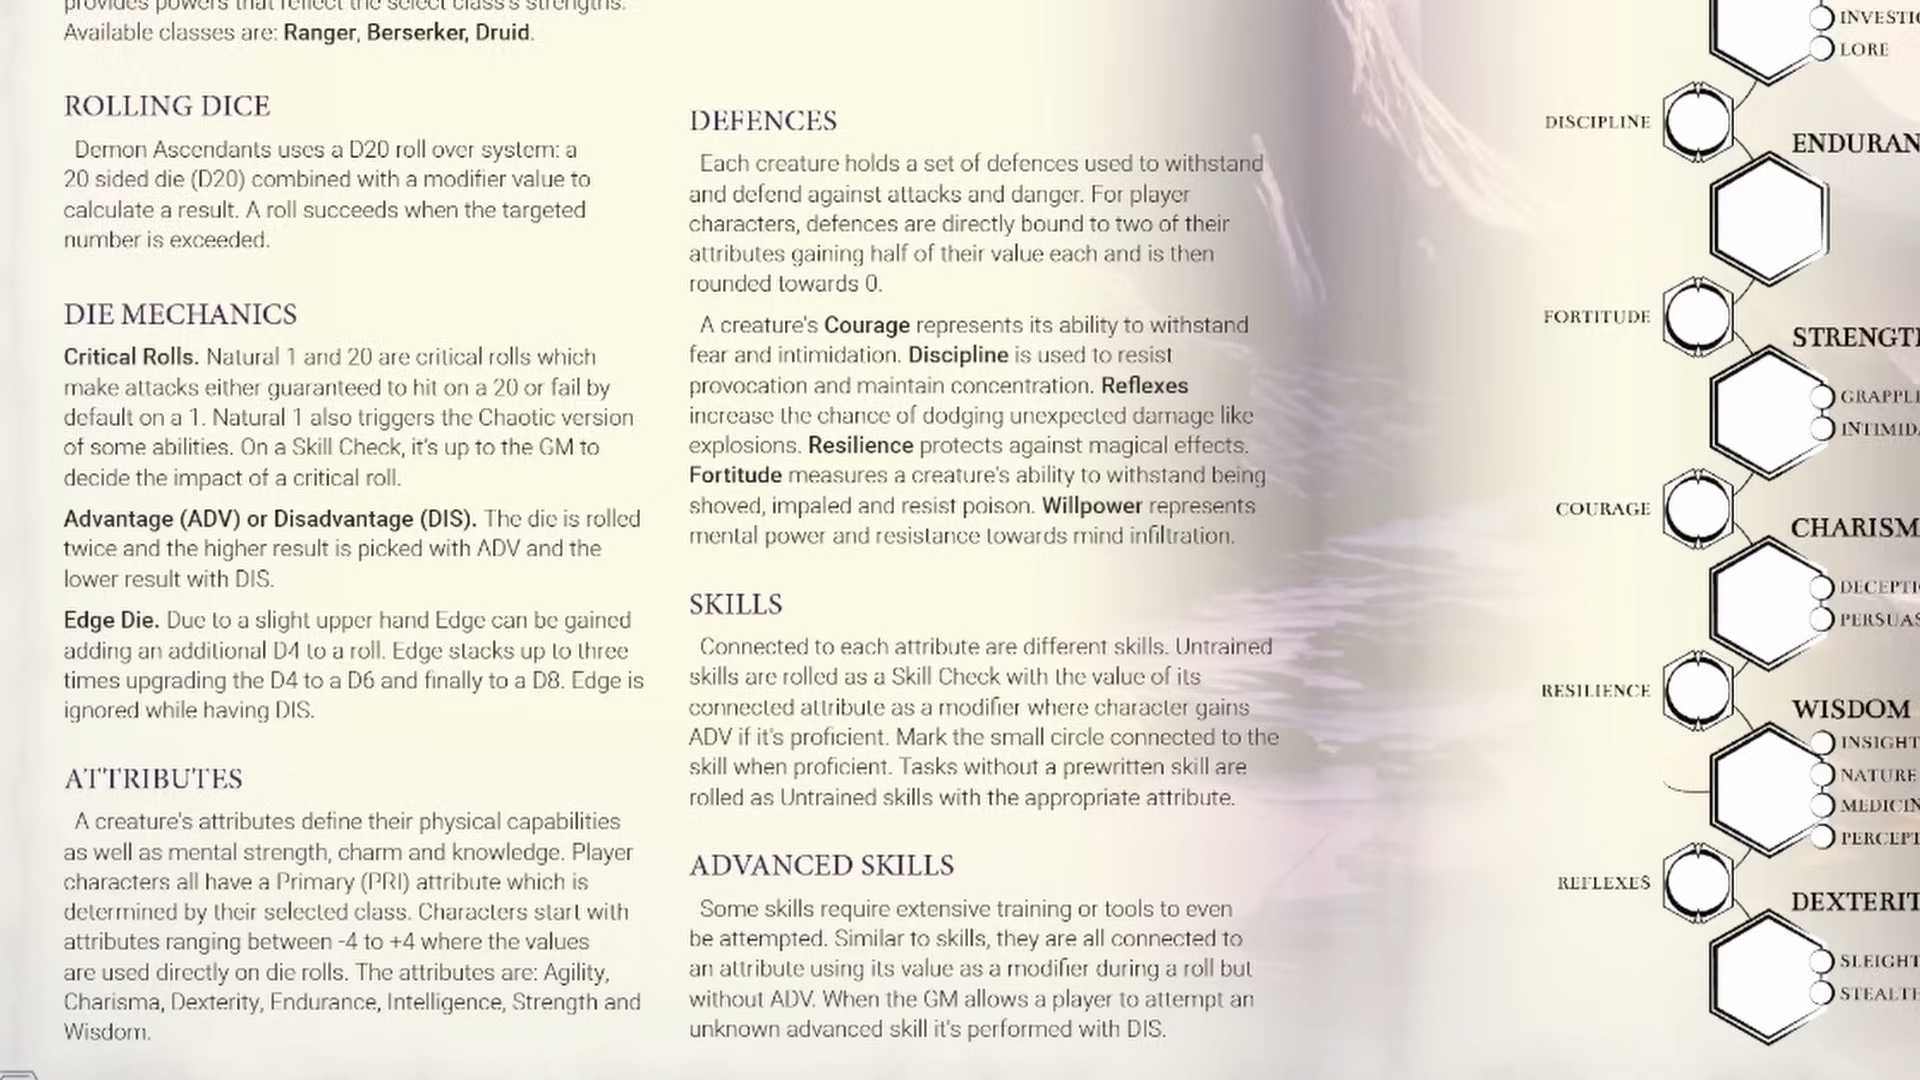 provides powers that reflect the select class's strengths.
Available classes are: Ranger, Berserker, Druid.
ROLLING DICE
Demon Ascendants uses a D20 roll over system: a
20 sided die (D20) combined with a modifier value to
calculate a result. A roll succeeds when the targeted
number is exceeded.
DIE MECHANICS
Critical Rolls. Natural 1 and 20 are critical rolls which
make attacks either guaranteed to hit on a 20 or fail by
default on a 1. Natural 1 also triggers the Chaotic version
of some abilities. On a Skill Check, it's up to the GM to
decide the impact of a critical roll.
Advantage (ADV) or Disadvantage (DIS). The die is rolled
twice and the higher result is picked with ADV and the
lower result with DIS.
Edge Die. Due to a slight upper hand Edge can be gained
adding an additional D4 to a roll. Edge stacks up to three
times upgrading the D4 to a D6 and finally to a D8. Edge is
ignored while having DIS.
ATTRIBUTES
A creature's attributes define their physical capabilities
as well as mental strength, charm and knowledge. Player
characters all have a Primary (PRI) attribute which is
determined by their selected class. Characters start with
attributes ranging between -4 to +4 where the values
are used directly on die rolls. The attributes are: Agility,
Charisma, Dexterity, Endurance, Intelligence, Strength and
Wisdom.
DEFENCES
Each creature holds a set of defences used to withstand
and defend against attacks and danger. For player
characters, defences are directly bound to two of their
attributes gaining half of their value each and is then
rounded towards 0.
A creature's Courage represents its ability to withstand
fear and intimidation. Discipline is used to resist
provocation and maintain concentration. Reflexes
increase the chance of dodging unexpected damage like
explosions. Resilience protects against magical effects.
Fortitude measures a creature's ability to withstand being
shoved, impaled and resist poison. Willpower represents
mental power and resistance towards mind infiltration.
SKILLS
Connected to each attribute are different skills. Untrained
skills are rolled as a Skill Check with the value of its
connected attribute as a modifier where character gains
ADV if it's proficient. Mark the small circle connected to the
skill when proficient. Tasks without a prewritten skill are
rolled as Untrained skills with the appropriate attribute.
ADVANCED SKILLS
Some skills require extensive training or tools to even
be attempted. Similar to skills, they are all connected to
an attribute using its value as a modifier during a roll but
without ADV. When the GM allows a player to attempt an
unknown advanced skill it's performed with DIS.
INVESTIG
LORE
DISCIPLINE
ENDURAN
FORTITUDE
STRENGT
GRAPPL
INTIMID
COURAGE
CHARISM
DECEPTI
PERSUAS
RESILIENCE
WISDOM
INSIGHT
NATURE
MEDICIN
PERCEPT
REFLEXES
DEXTERIT
SLEIGHT
STEALTH